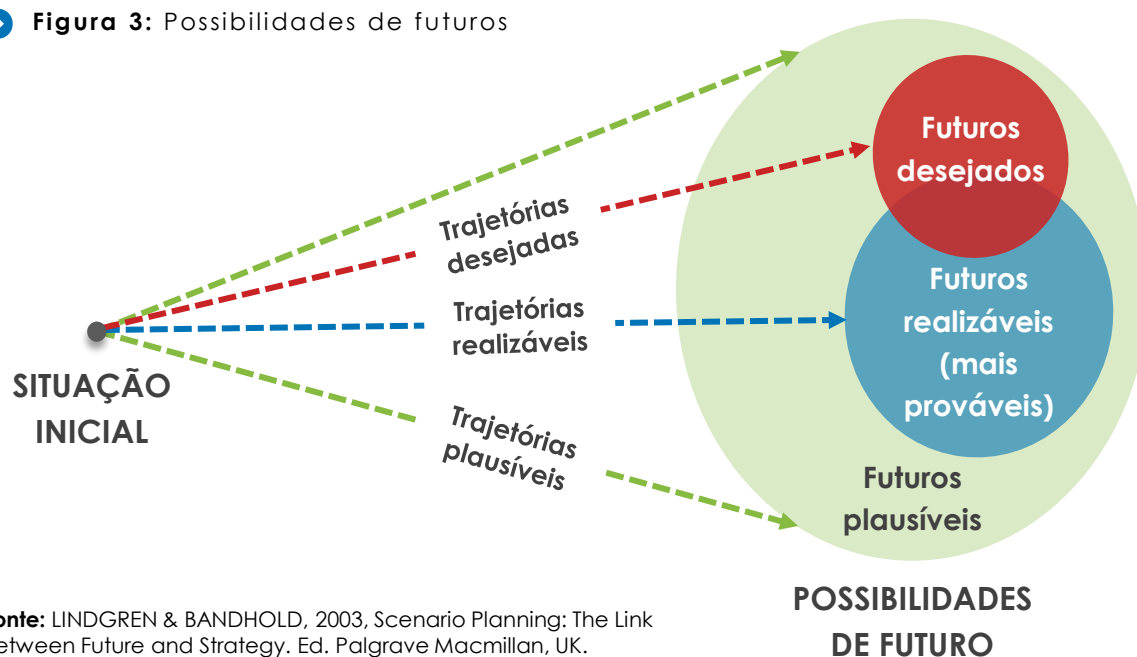 Figura 3: Possibilidades de futuros
Futuros
desejados
Trajetórias
desejadas
Futuros
realizáveis
(mais
prováveis)
Trajetórias
realizáveis
SITUAÇÃO
INICIAL
Trajetórias
plausíveis
Futuros
plausíveis
POSSIBILIDADES
DE FUTURO
onte: LINDGREN & BANDHOLD, 2003, Scenario Planning: The Link
etween Future and Strategy. Ed. Palgrave Macmillan, UK.